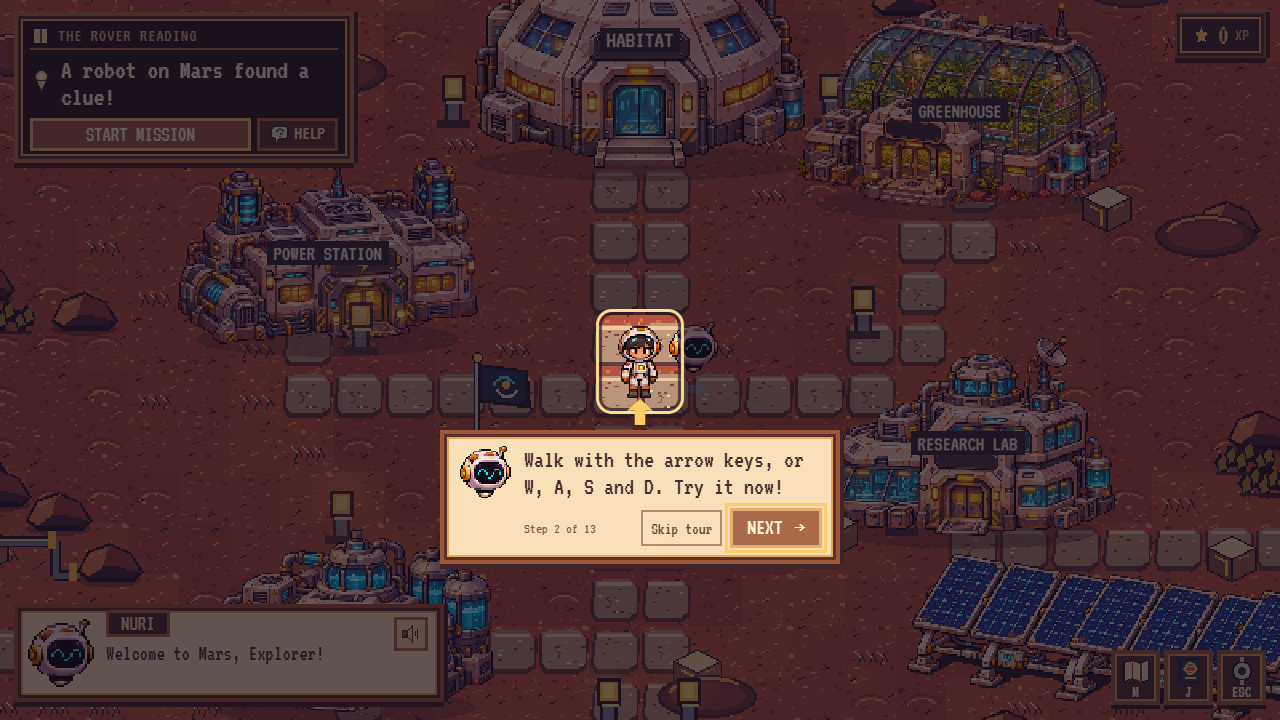 THE ROVER READING
A robot on Mars found a
clue!
START MISSION
HELP
HABITAT
GREENHOUSE
0 XP
POWER STATION
RESEARCH LAB
Walk with the arrow keys, or
W, A, S and D. Try it now!
Step 2 of 13
Skip tour
NEXT →
NURI
Welcome to Mars, Explorer!
M
J
ESC